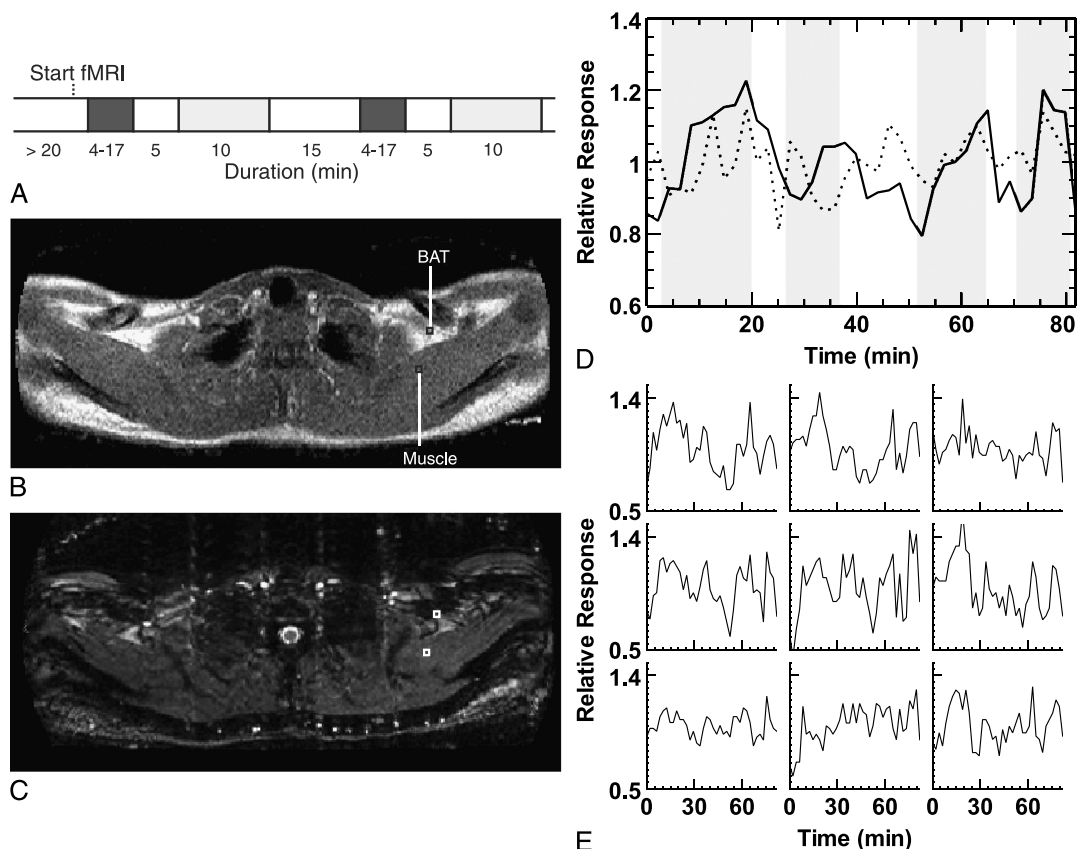 Start fMRI
> 20 4-17 5 10 15 4-17 5 10
Duration (min)
A
BAT
Muscle
B
C
1.4
1.2
1
0.8
0.6
Relative Response
0 20 40 60 80
Time (min)
D
1.4
0.5
1.4
0.5
1.4
0.5
Relative Response
0 30 60 0 30 60 0 30 60
Time (min)
E